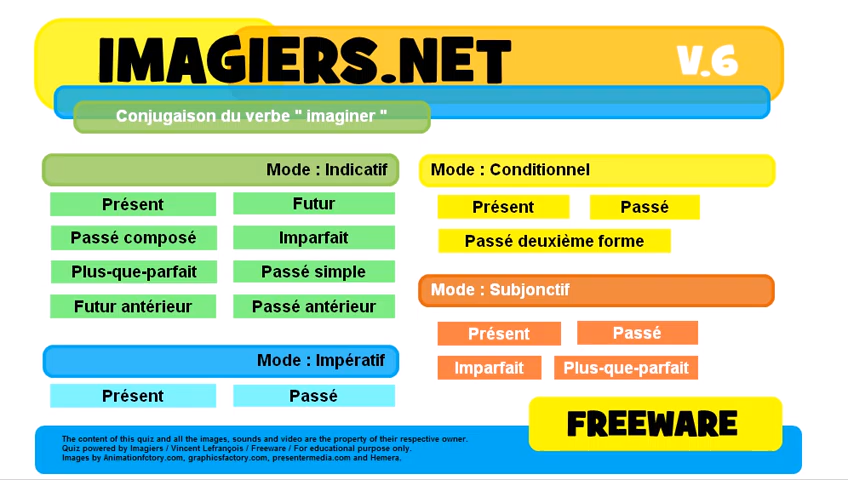 IMAGIERS.NET
V.6
Conjugaison du verbe " imaginer "
Mode : Indicatif
Présent
Futur
Passé composé
Imparfait
Plus-que-parfait
Passé simple
Futur antérieur
Passé antérieur
Mode : Impératif
Présent
Passé
Mode : Conditionnel
Présent
Passé
Passé deuxième forme
Mode : Subjonctif
Présent
Passé
Imparfait
Plus-que-parfait
FREEWARE
The content of this quiz and all the images, sounds and video are the property of their respective owner.
Quiz powered by Imagiers / Vincent Lefrançois / Freeware / For educational purpose only.
Images by Animationfctory.com, graphicsfactory.com, presentermedia.com and Hemera.